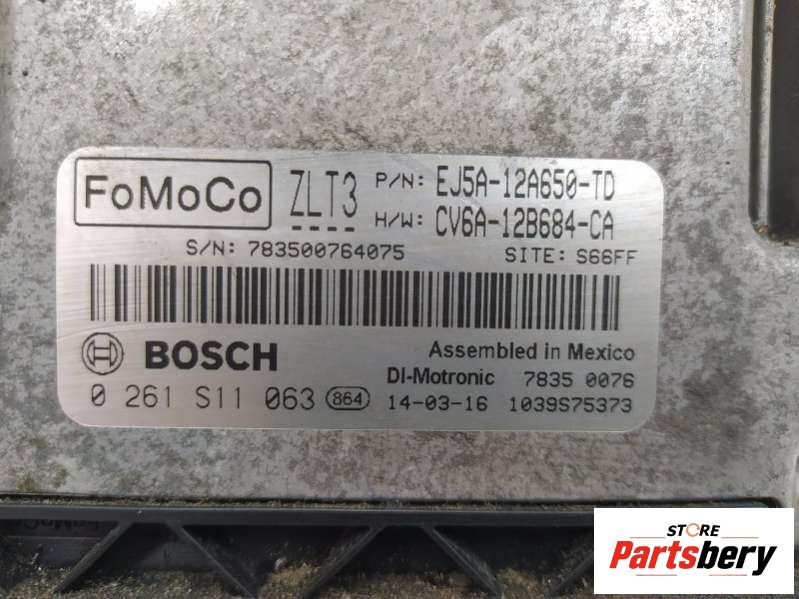 FoMoCo
ZLT3
P/N: EJ5A-12A650-TD
H/W: CV6A-12B684-CA
S/N: 783500764075 SITE: S66FF
BOSCH
Assembled in Mexico
DI-Motronic 7835 0076
0 261 S11 063 864 14-03-16 1039S75373
FoMoCo
STORE
Partsbery